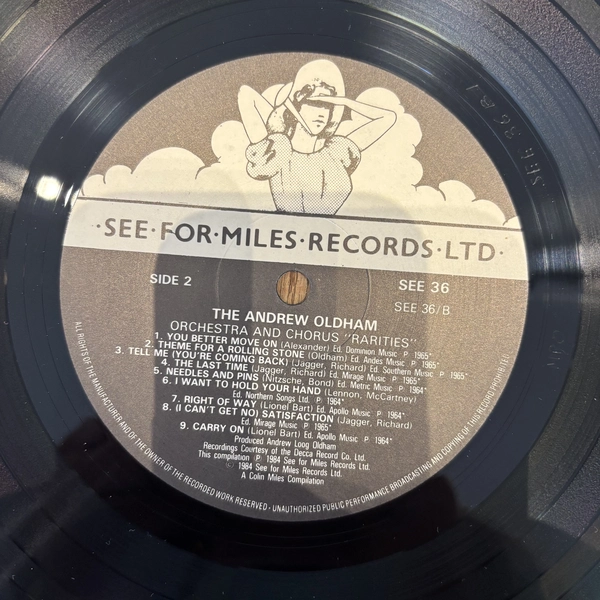 ·SEE·FOR·MILES·RECORDS·LTD·
SIDE 2
SEE 36
SEE 36/B
THE ANDREW OLDHAM
ORCHESTRA AND CHORUS "RARITIES"
1. YOU BETTER MOVE ON (Alexander) Ed. Dominion Music P 1965*
2. THEME FOR A ROLLING STONE (Oldham) Ed. Andes Music P 1965*
3. TELL ME (YOU'RE COMING BACK) (Jagger, Richard) Ed. Southern Music P 1965*
4. THE LAST TIME (Jagger, Richard) Ed. Mirage Music P 1965*
5. NEEDLES AND PINS (Nitzsche, Bond) Ed. Metric Music P 1964*
6. I WANT TO HOLD YOUR HAND (Lennon, McCartney)
Ed. Northern Songs Ltd. P 1964*
7. RIGHT OF WAY (Lionel Bart) Ed. Apollo Music P 1964*
8. (I CAN'T GET NO) SATISFACTION (Jagger, Richard)
Ed. Mirage Music P 1965*
9. CARRY ON (Lionel Bart) Ed. Apollo Music P 1964*
Produced Andrew Loog Oldham
Recordings Courtesy of the Decca Record Co. Ltd.
This compilation P 1984 See for Miles Records Ltd.
© 1984 See for Miles Records Ltd.
A Colin Miles Compilation
ALL RIGHTS OF THE MANUFACTURER AND OF THE OWNER OF THE RECORDED WORK RESERVED · UNAUTHORIZED PUBLIC PERFORMANCE BROADCASTING AND COPYING OF THIS RECORD PROHIBITED